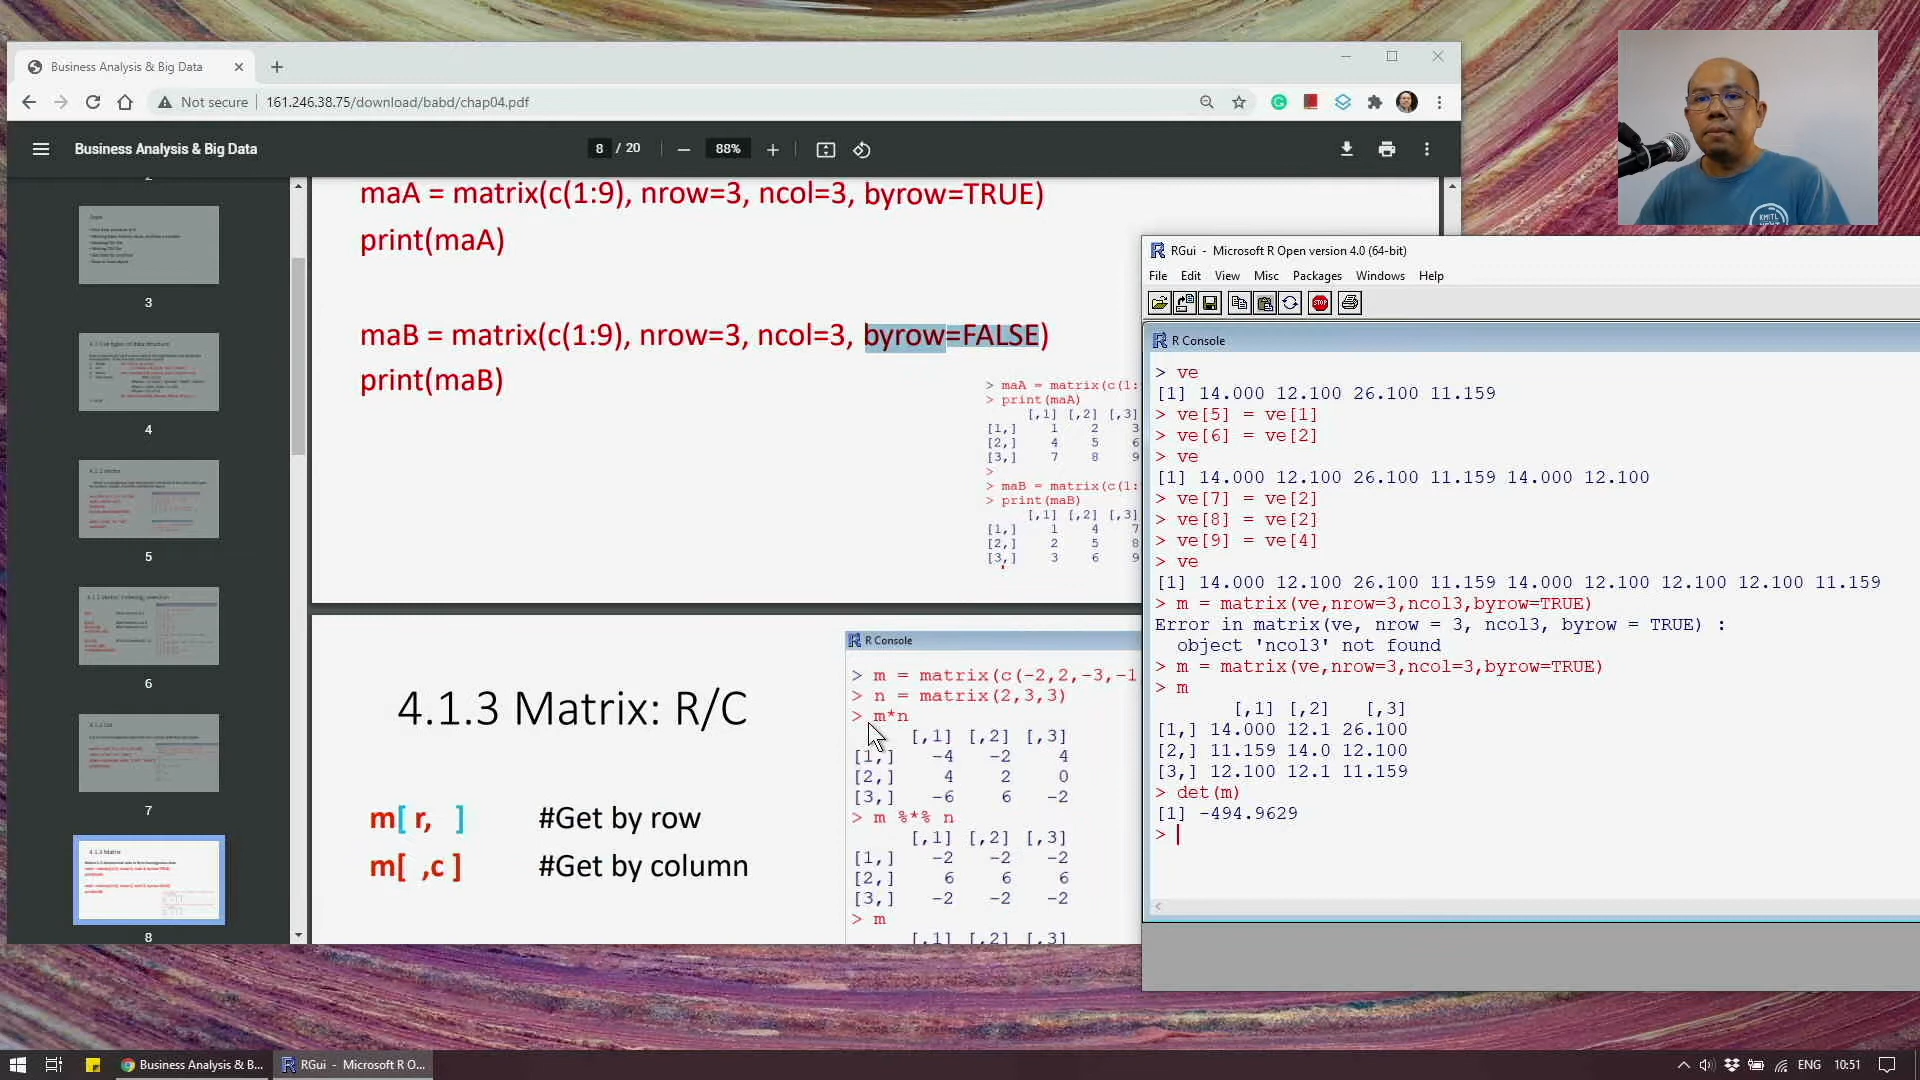 Business Analysis & Big Data
Not secure
161.246.38.75/download/babd/chap04.pdf
Business Analysis & Big Data
8 / 20
88%
3
4
5
6
7
8
maA = matrix(c(1:9), nrow=3, ncol=3, byrow=TRUE)
print(maA)
maB = matrix(c(1:9), nrow=3, ncol=3, byrow=FALSE)
print(maB)
> maA = matrix(c(1:
> print(maA)
[,1] [,2] [,3]
[1,] 1 2 3
[2,] 4 5 6
[3,] 7 8 9
>
> maB = matrix(c(1:
> print(maB)
[,1] [,2] [,3]
[1,] 1 4 7
[2,] 2 5 8
[3,] 3 6 9
4.1.3 Matrix: R/C
m[ r, ] #Get by row
m[ ,c ] #Get by column
R Console
> m = matrix(c(-2,2,-3,-1
> n = matrix(2,3,3)
> m*n
[,1] [,2] [,3]
[1,] -4 -2 4
[2,] 4 2 0
[3,] -6 6 -2
> m %*% n
[,1] [,2] [,3]
[1,] -2 -2 -2
[2,] 6 6 6
[3,] -2 -2 -2
> m
[,1] [,2] [,3]
KMITL
RGui - Microsoft R Open version 4.0 (64-bit)
File Edit View Misc Packages Windows Help
STOP
R Console
> ve
[1] 14.000 12.100 26.100 11.159
> ve[5] = ve[1]
> ve[6] = ve[2]
> ve
[1] 14.000 12.100 26.100 11.159 14.000 12.100
> ve[7] = ve[2]
> ve[8] = ve[2]
> ve[9] = ve[4]
> ve
[1] 14.000 12.100 26.100 11.159 14.000 12.100 12.100 12.100 11.159
> m = matrix(ve,nrow=3,ncol3,byrow=TRUE)
Error in matrix(ve, nrow = 3, ncol3, byrow = TRUE) :
object 'ncol3' not found
> m = matrix(ve,nrow=3,ncol=3,byrow=TRUE)
> m
[,1] [,2] [,3]
[1,] 14.000 12.1 26.100
[2,] 11.159 14.0 12.100
[3,] 12.100 12.1 11.159
> det(m)
[1] -494.9629
>
Business Analysis & B...
RGui - Microsoft R O...
ENG
10:51